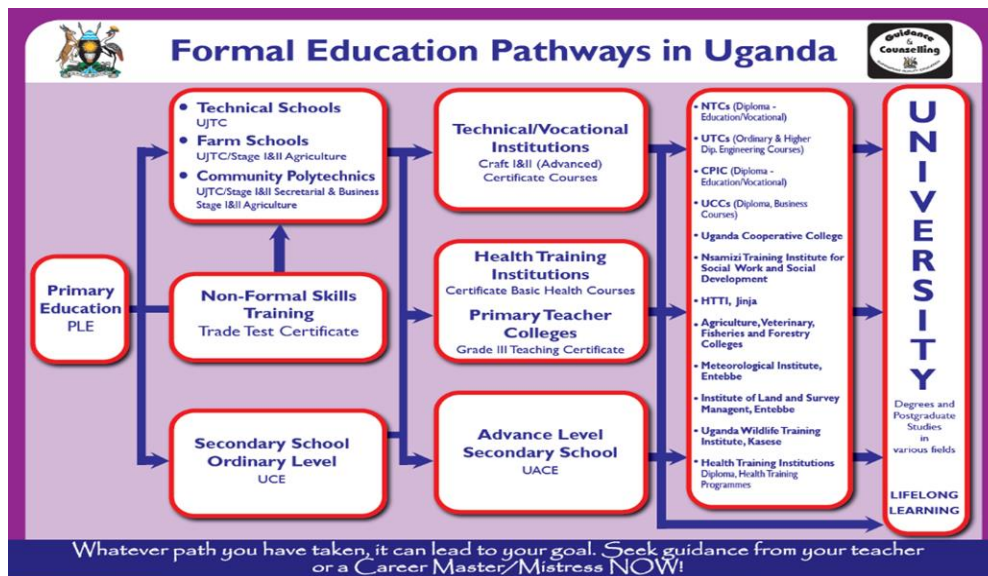 Formal Education Pathways in Uganda
Guidance
&
Counselling
Primary
Education
PLE
• Technical Schools
UJTC
• Farm Schools
UJTC/Stage I&II Agriculture
• Community Polytechnics
UJTC/Stage I&II Secretarial & Business
Stage I&II Agriculture
Non-Formal Skills
Training
Trade Test Certificate
Secondary School
Ordinary Level
UCE
Technical/Vocational
Institutions
Craft I&II (Advanced)
Certificate Courses
Health Training
Institutions
Certificate Basic Health Courses
Primary Teacher
Colleges
Grade III Teaching Certificate
Advance Level
Secondary School
UACE
• NTCs (Diploma -
Education/Vocational)
• UTCs (Ordinary & Higher
Dip. Engineering Courses)
• CPIC (Diploma -
Education/Vocational)
• UCCs (Diploma, Business
Courses)
• Uganda Cooperative College
• Nsamizi Training Institute for
Social Work and Social
Development
• HTTI, Jinja
• Agriculture, Veterinary,
Fisheries and Forestry
Colleges
• Meteorological Institute,
Entebbe
• Institute of Land and Survey
Managent, Entebbe
• Uganda Wildlife Training
Institute, Kasese
• Health Training Institutions
Diploma, Health Training
Programmes
UNIVERSITY
Degrees and
Postgraduate
Studies
in
various fields
LIFELONG
LEARNING
Whatever path you have taken, it can lead to your goal. Seek guidance from your teacher
or a Career Master/Mistress NOW!